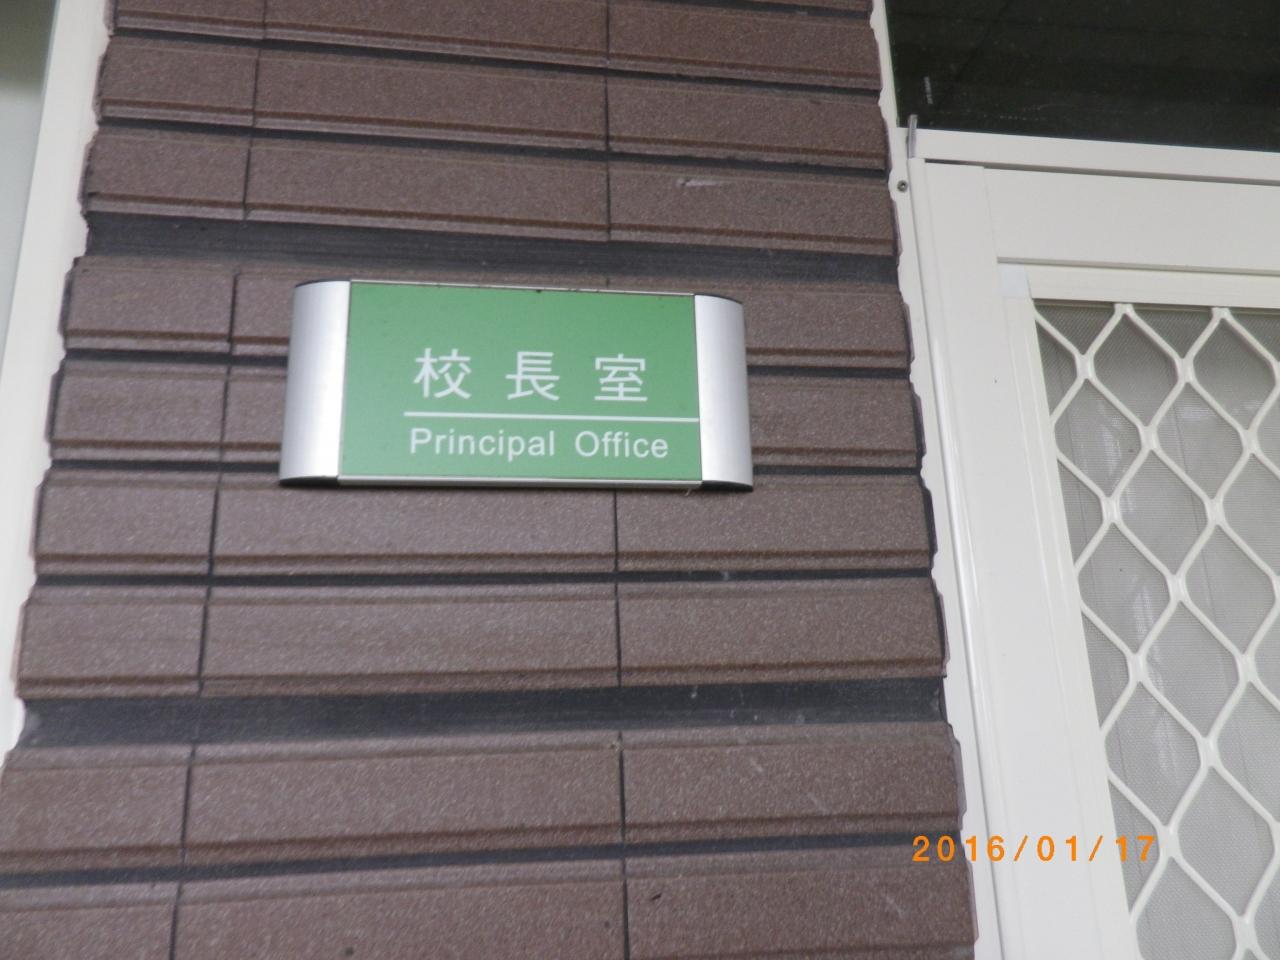 校長室
Principal Office
2016/01/17